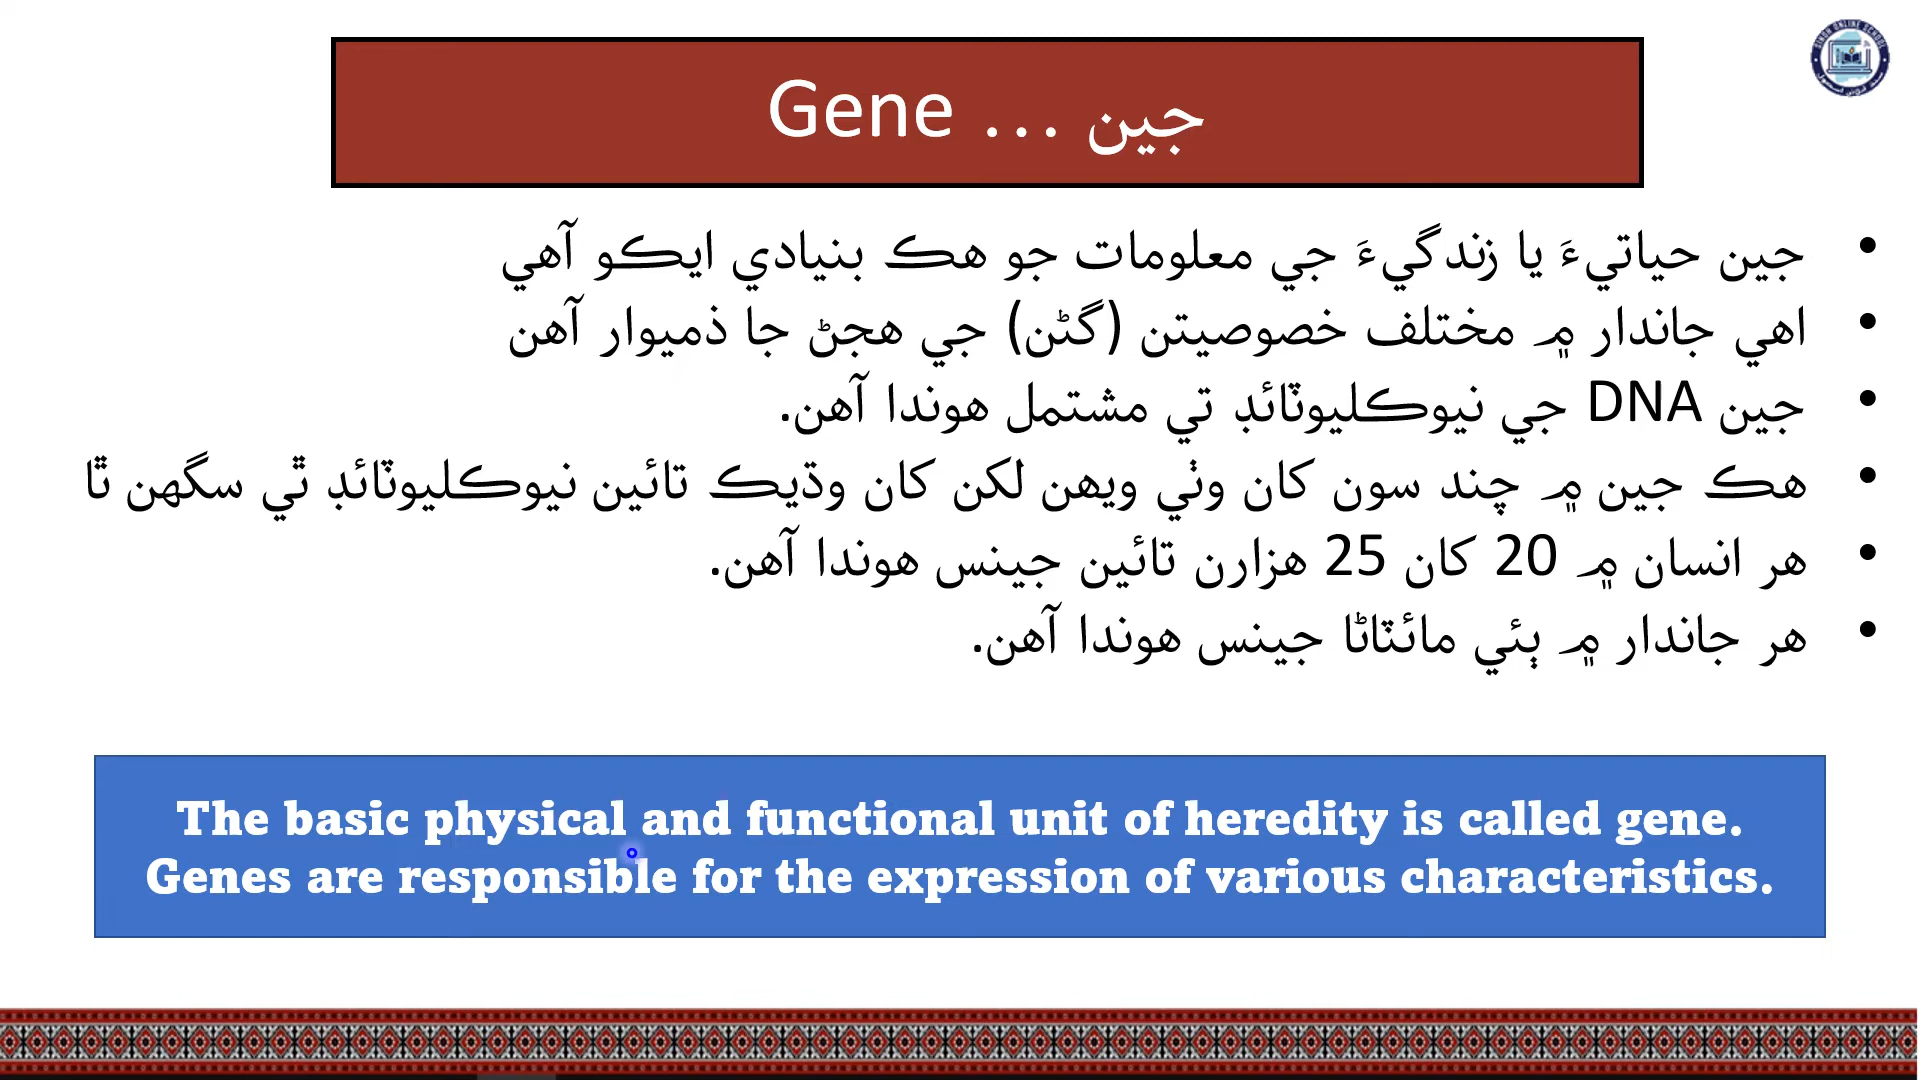 جين ... Gene
جين حياتيءَ يا زندگيءَ جي معلومات جو هڪ بنيادي ايڪو آهي
اهي جاندار ۾ مختلف خصوصيتن (گڻن) جي هجڻ جا ذميوار آهن
جين DNA جي نيوڪليوٽائڊ تي مشتمل هوندا آهن.
هڪ جين ۾ چند سون کان وٺي ويهن لکن کان وڌيڪ تائين نيوڪليوٽائڊ ٿي سگهن ٿا
هر انسان ۾ 20 کان 25 هزارن تائين جينس هوندا آهن.
هر جاندار ۾ ٻئي مائٽاڻا جينس هوندا آهن.
The basic physical and functional unit of heredity is called gene.
Genes are responsible for the expression of various characteristics.